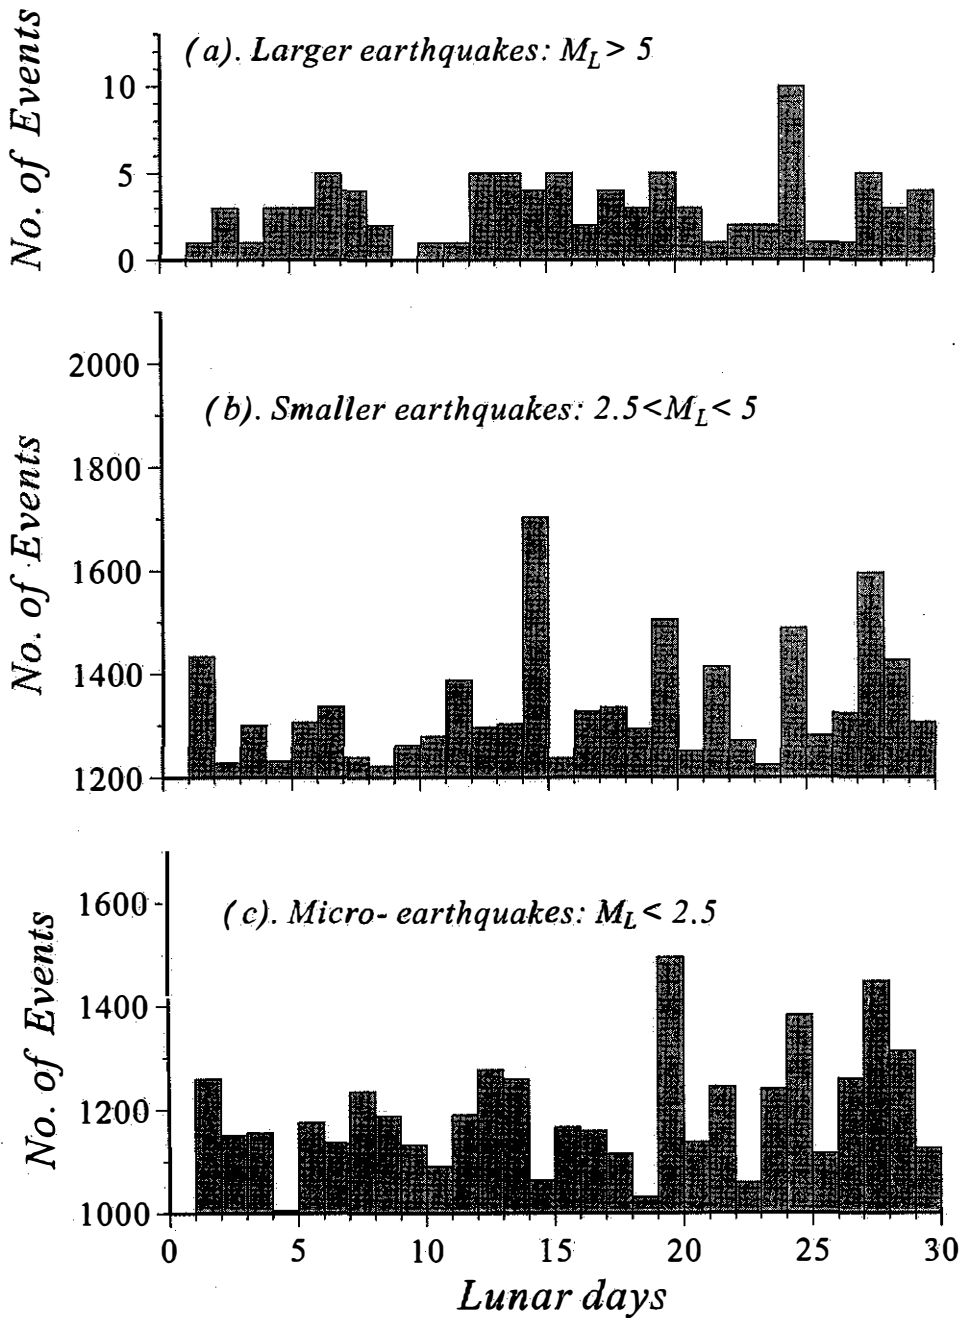 (a). Larger earthquakes: ML > 5
No. of Events
10
5
0
(b). Smaller earthquakes: 2.5<ML< 5
No. of Events
2000
1800
1600
1400
1200
(c). Micro- earthquakes: ML < 2.5
No. of Events
1600
1400
1200
1000
0 5 10 15 20 25 30
Lunar days